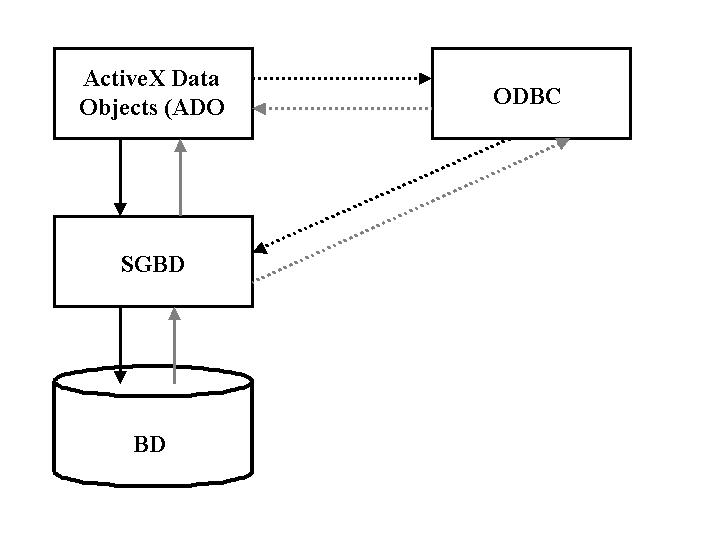 ActiveX Data
Objects (ADO
ODBC
SGBD
BD